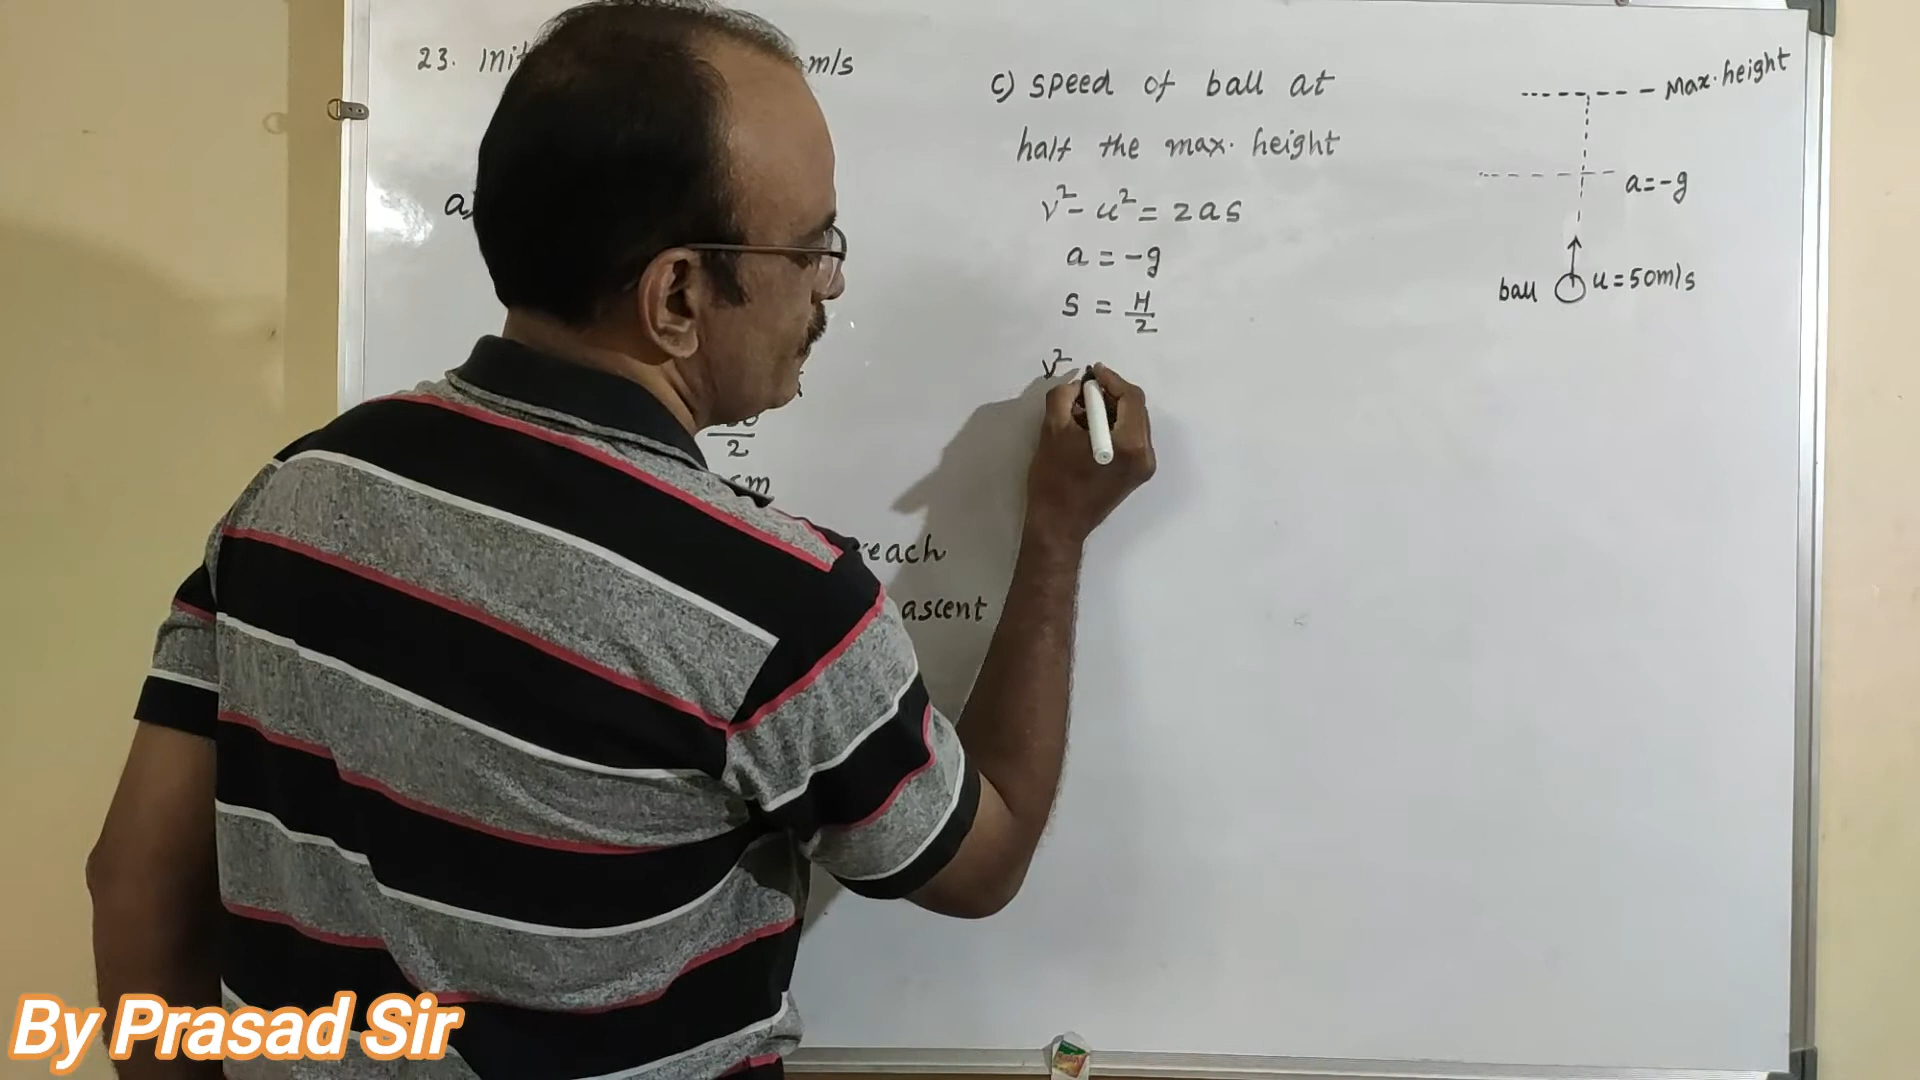 23. Init m/s
a)
2
m
reach
ascent
c) speed of ball at
half the max. height
v² - u² = 2as
a = -g
s = H/2
v²
Max. height
a = -g
ball u = 50m/s
By Prasad Sir